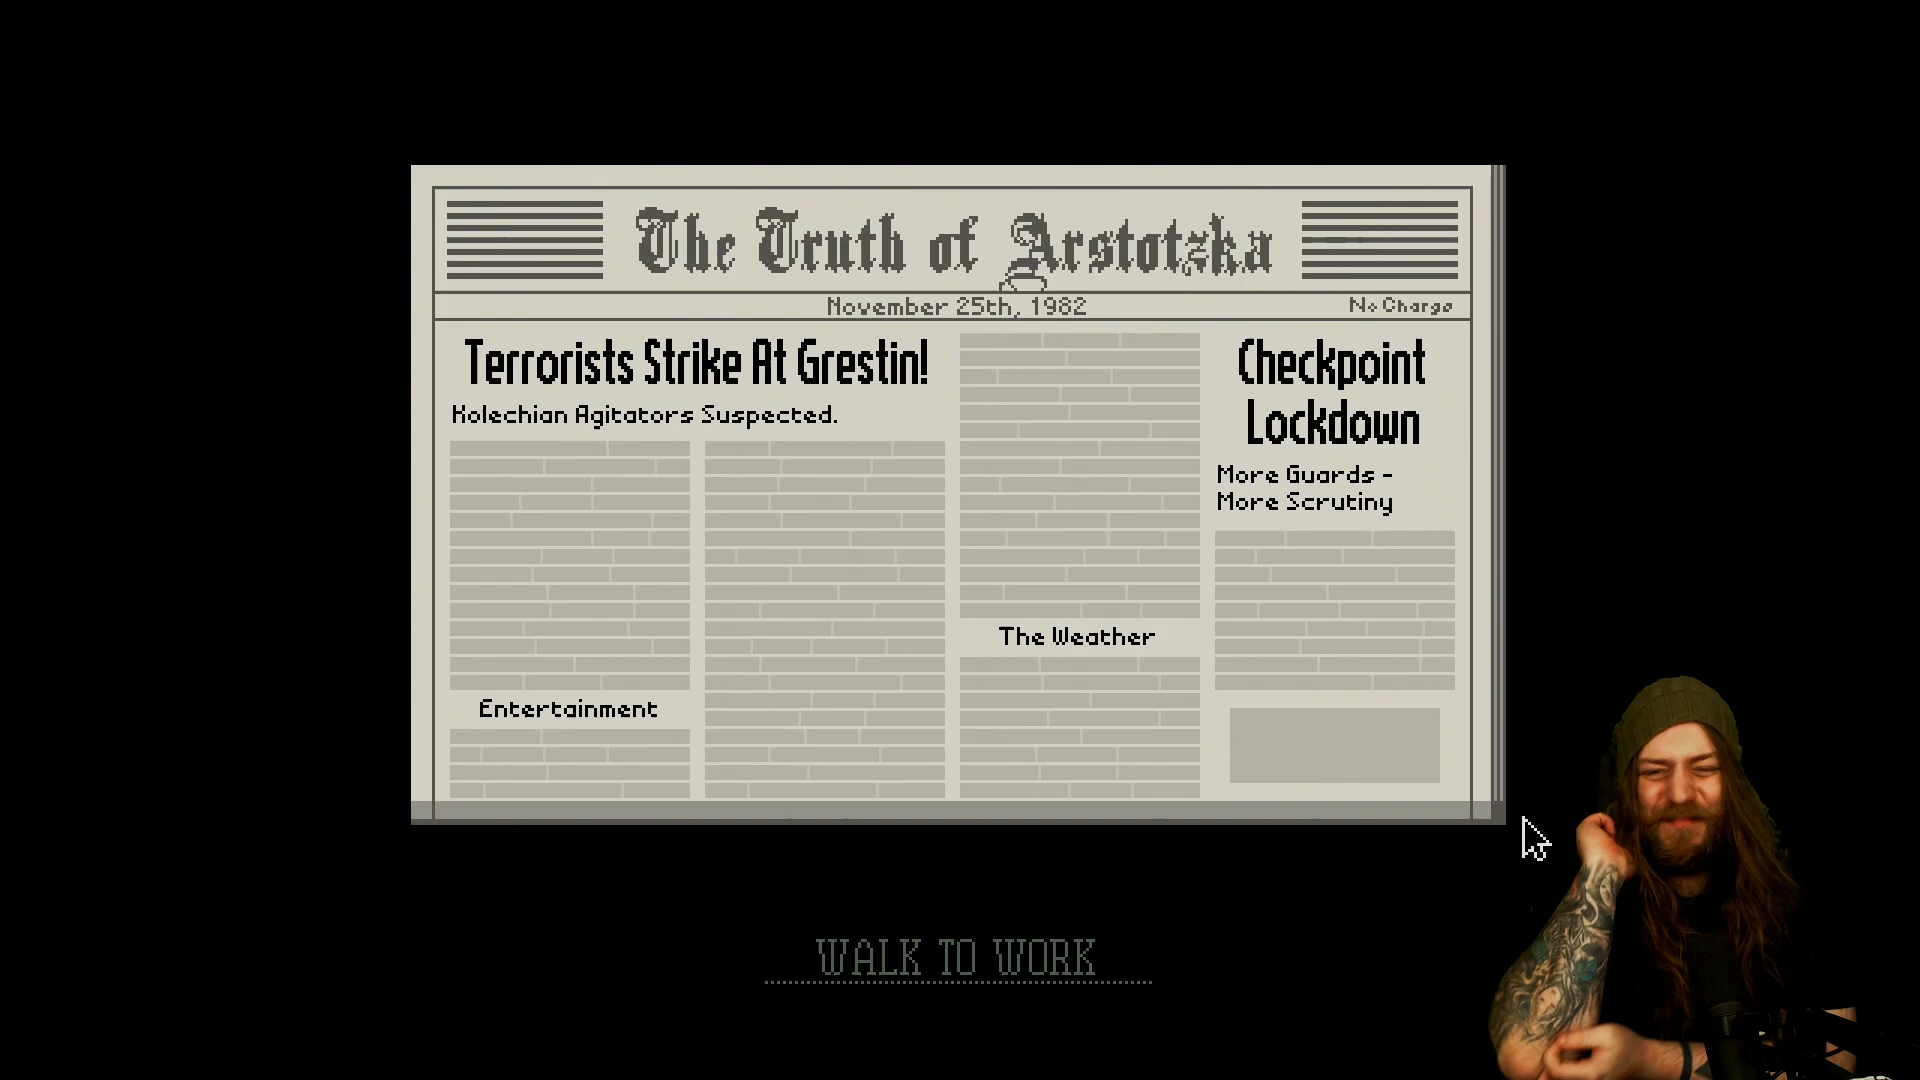 The Truth of Arstotzka
November 25th, 1982
No Charge
Terrorists Strike At Grestin!
Kolechian Agitators Suspected.
Entertainment
The Weather
Checkpoint
Lockdown
More Guards -
More Scrutiny
WALK TO WORK